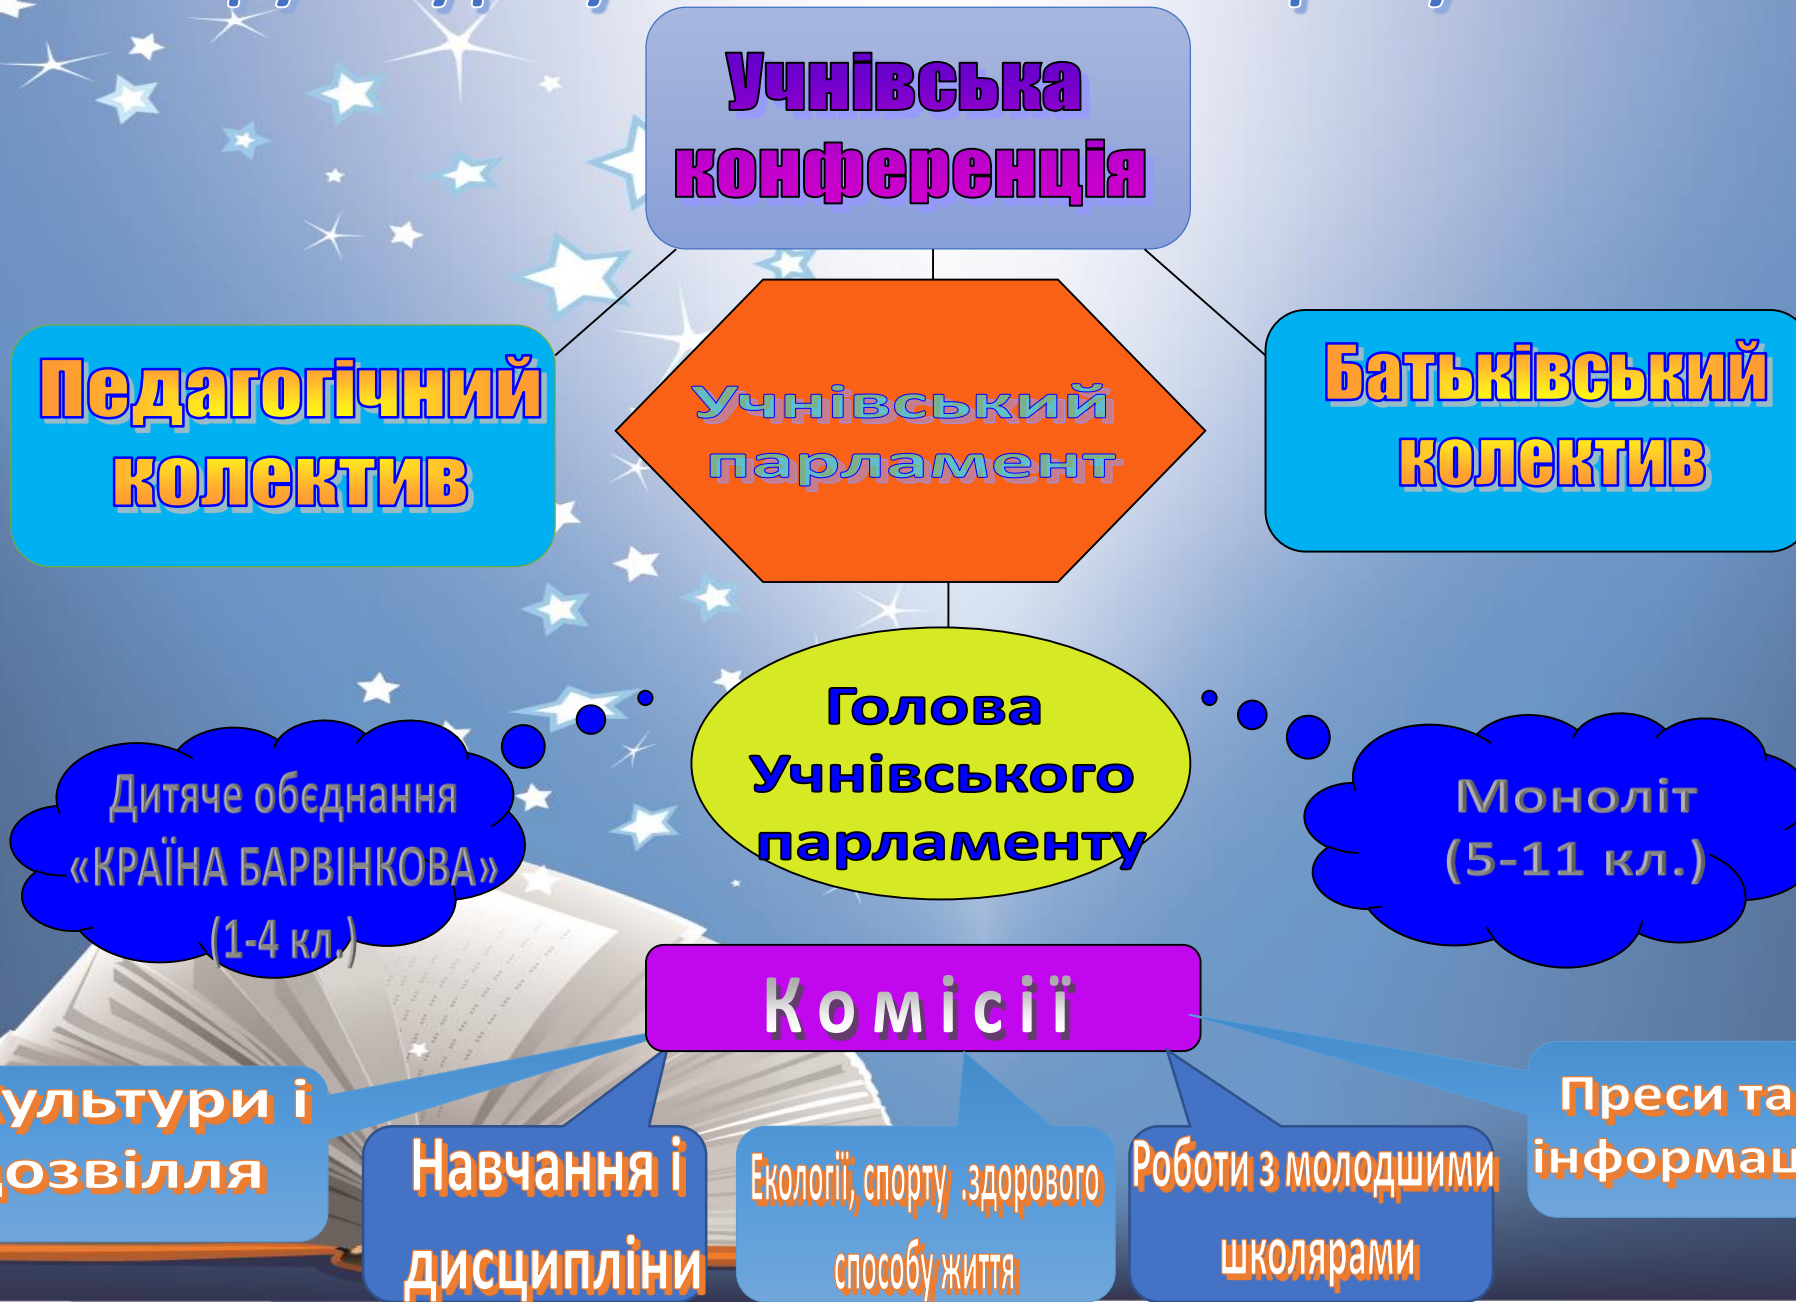 Учнівська
конференція
Педагогічний
колектив
Учнівський
парламент
Батьківський
колектив
Голова
Учнівського
парламенту
Дитяче обєднання
«КРАЇНА БАРВІНКОВА»
(1-4 кл.)
Моноліт
(5-11 кл.)
Комісії
ультури і
озвілля
Навчання і
дисципліни
Екології, спорту .здорового
способу життя
Роботи з молодшими
школярами
Преси та
інформац